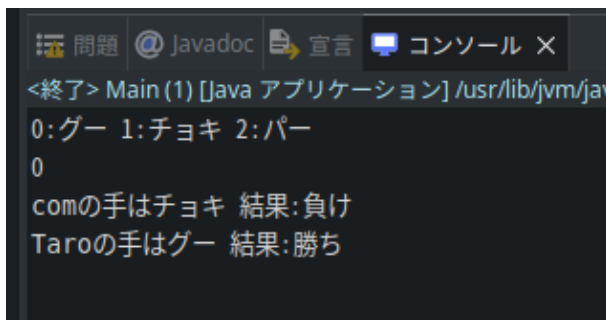 問題 @ Javadoc 宣言 コンソール ×
<終了> Main (1) [Java アプリケーション] /usr/lib/jvm/jav
0:グー 1:チョキ 2:パー
0
comの手はチョキ 結果:負け
Taroの手はグー 結果:勝ち